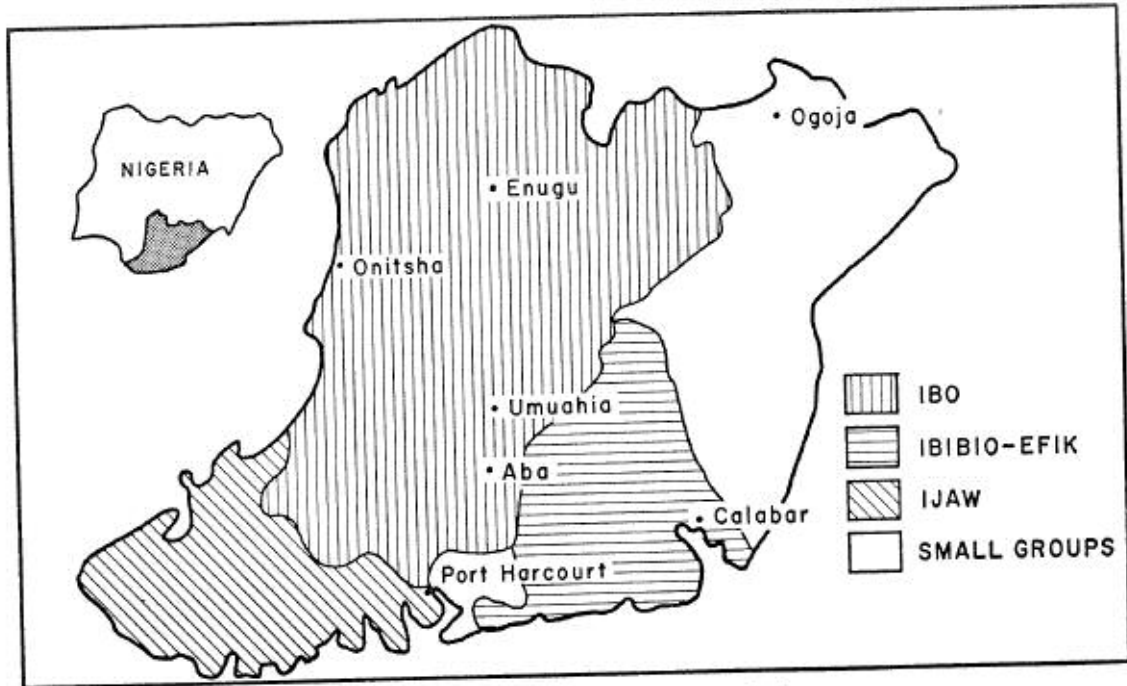 NIGERIA
Ogoja
Enugu
Onitsha
Umuahia
Aba
Calabar
Port Harcourt
IBO
IBIBIO-EFIK
IJAW
SMALL GROUPS